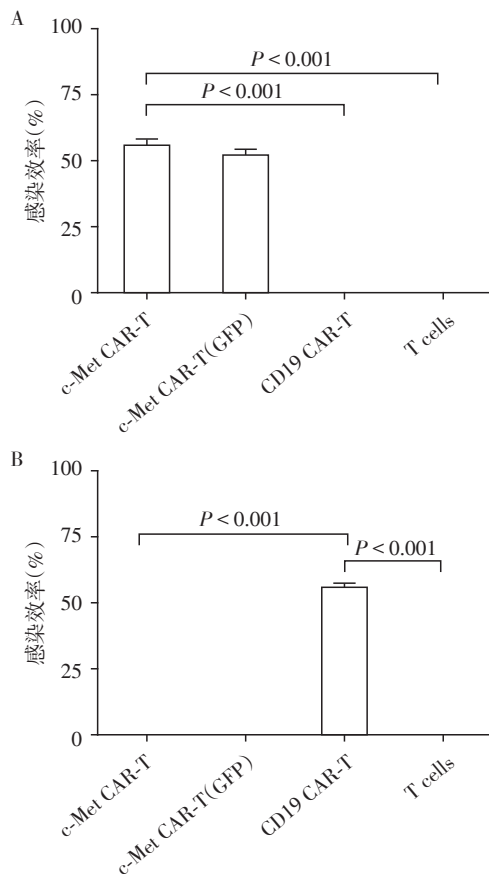 A
100
75
50
25
0
感染效率(%)
P < 0.001
P < 0.001
c-Met CAR-T
c-Met CAR-T(GFP)
CD19 CAR-T
T cells
B
100
75
50
25
0
感染效率(%)
P < 0.001
P < 0.001
c-Met CAR-T
c-Met CAR-T(GFP)
CD19 CAR-T
T cells